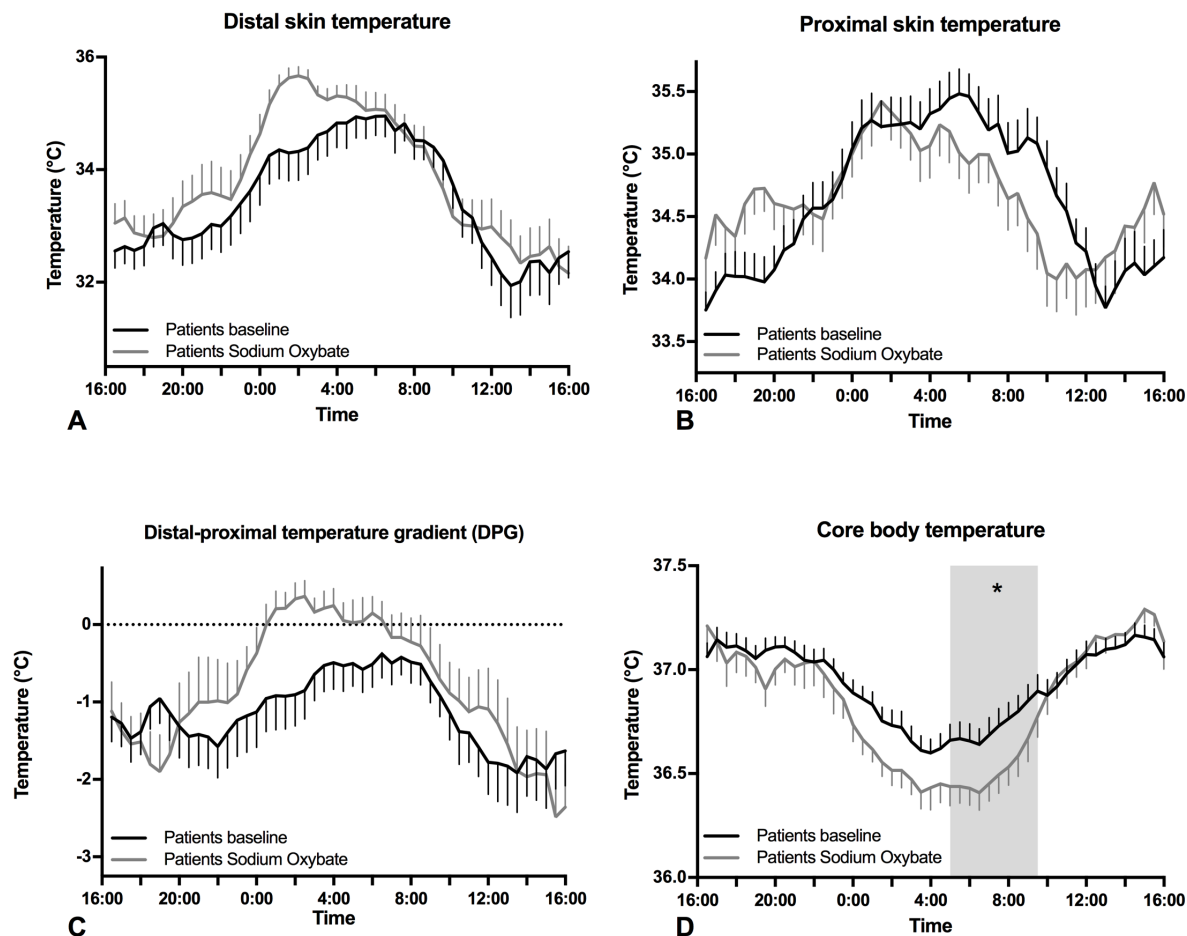 Distal skin temperature
36
34
32
Temperature (°C)
Patients baseline
Patients Sodium Oxybate
16:00 20:00 0:00 4:00 8:00 12:00 16:00
Time
A
Proximal skin temperature
35.5
35.0
34.5
34.0
33.5
Temperature (°C)
Patients baseline
Patients Sodium Oxybate
16:00 20:00 0:00 4:00 8:00 12:00 16:00
Time
B
Distal-proximal temperature gradient (DPG)
0
-1
-2
-3
Temperature (°C)
Patients baseline
Patients Sodium Oxybate
16:00 20:00 0:00 4:00 8:00 12:00 16:00
Time
C
Core body temperature
37.5
37.0
36.5
36.0
Temperature (°C)
*
Patients baseline
Patients Sodium Oxybate
16:00 20:00 0:00 4:00 8:00 12:00 16:00
Time
D